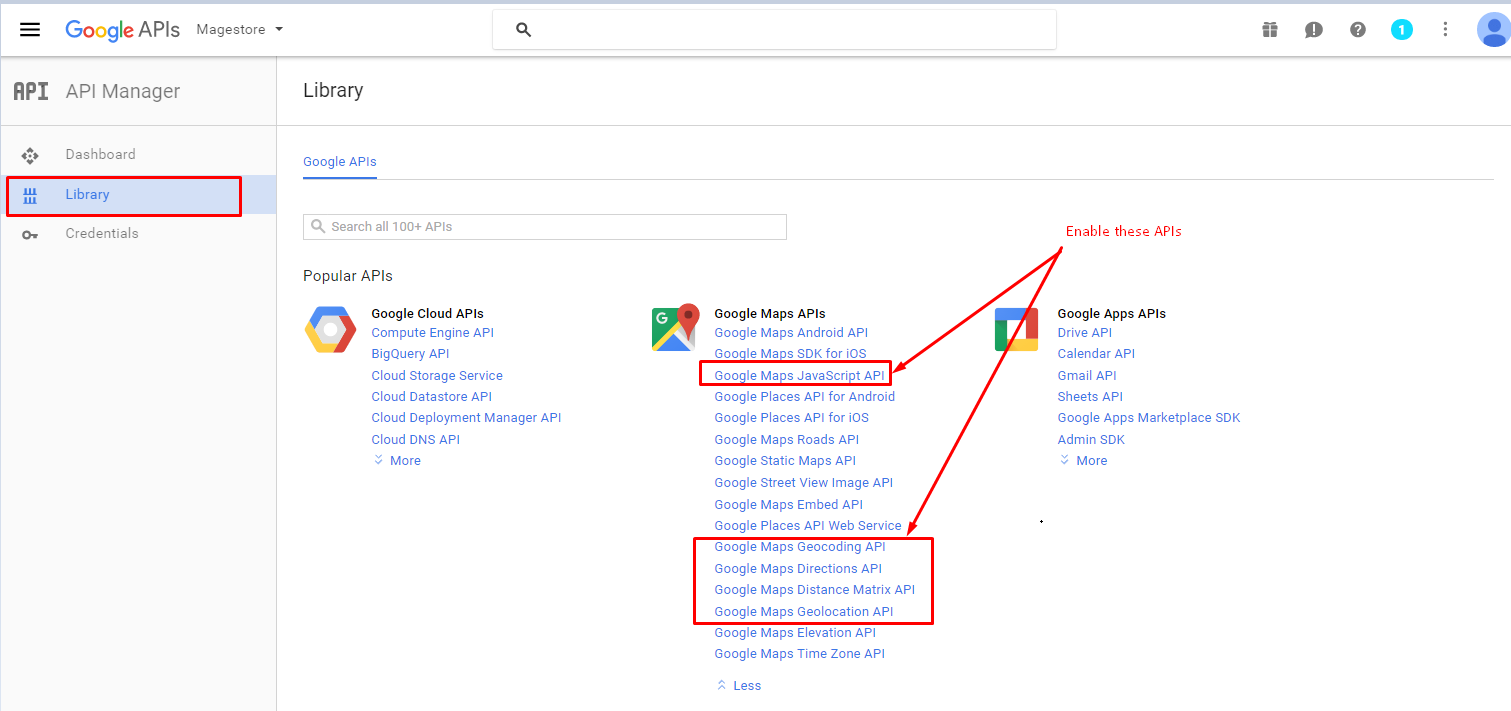 Google APIs Magestore
1
API API Manager
Library
Dashboard
Library
Credentials
Google APIs
Search all 100+ APIs
Enable these APIs
Popular APIs
Google Cloud APIs
Compute Engine API
BigQuery API
Cloud Storage Service
Cloud Datastore API
Cloud Deployment Manager API
Cloud DNS API
More
G
Google Maps APIs
Google Maps Android API
Google Maps SDK for iOS
Google Maps JavaScript API
Google Places API for Android
Google Places API for iOS
Google Maps Roads API
Google Static Maps API
Google Street View Image API
Google Maps Embed API
Google Places API Web Service
Google Maps Geocoding API
Google Maps Directions API
Google Maps Distance Matrix API
Google Maps Geolocation API
Google Maps Elevation API
Google Maps Time Zone API
Less
Google Apps APIs
Drive API
Calendar API
Gmail API
Sheets API
Google Apps Marketplace SDK
Admin SDK
More